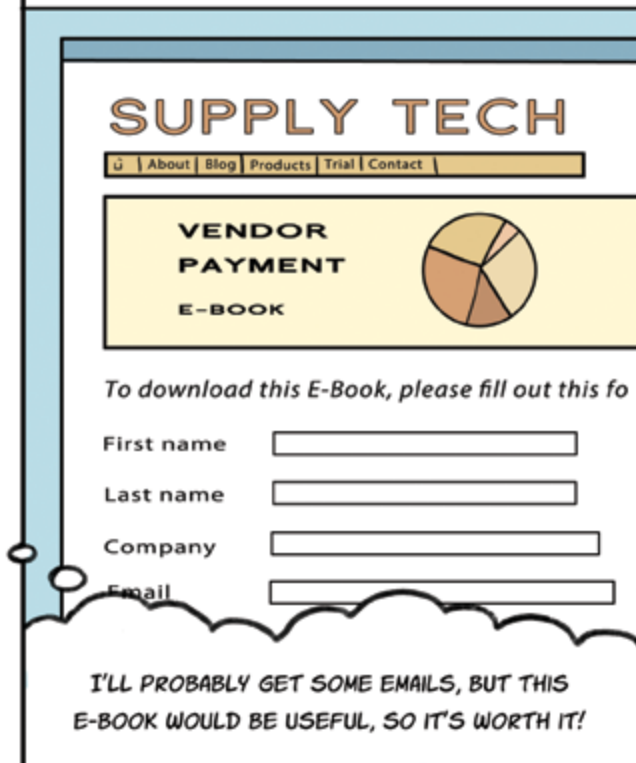 SUPPLY TECH
About | Blog | Products | Trial | Contact
VENDOR
PAYMENT
E-BOOK
To download this E-Book, please fill out this fo
First name
Last name
Company
Email
I'LL PROBABLY GET SOME EMAILS, BUT THIS
E-BOOK WOULD BE USEFUL, SO IT'S WORTH IT!